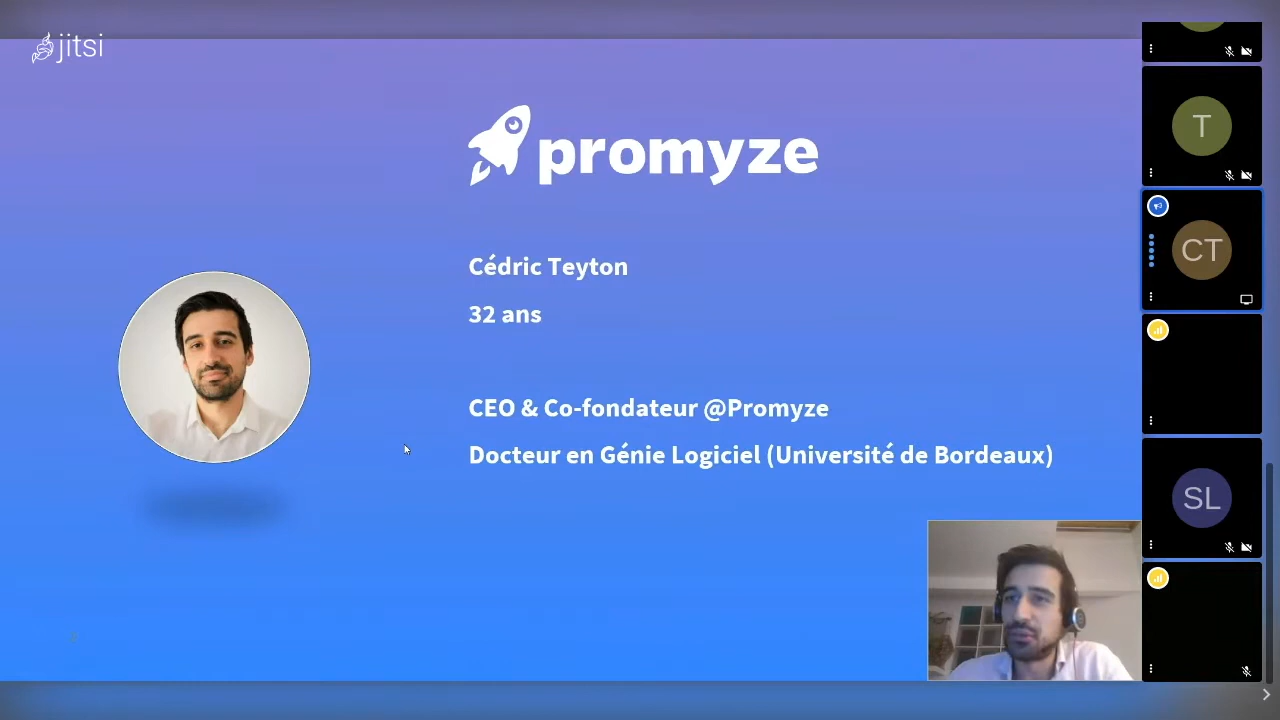 jitsi
promyze
Cédric Teyton
32 ans
CEO & Co-fondateur @Promyze
Docteur en Génie Logiciel (Université de Bordeaux)
T
CT
SL